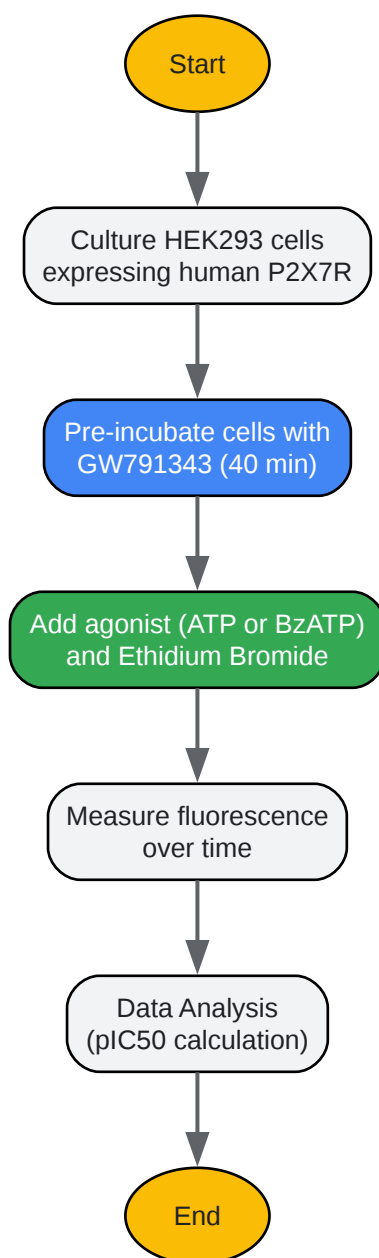 Start
Culture HEK293 cells
expressing human P2X7R
Pre-incubate cells with
GW791343 (40 min)
Add agonist (ATP or BzATP)
and Ethidium Bromide
Measure fluorescence
over time
Data Analysis
(pIC50 calculation)
End